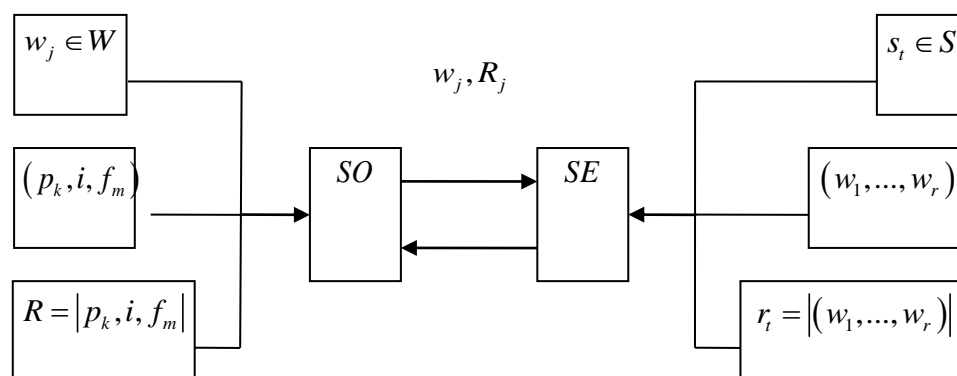 w_j ∈ W
s_t ∈ S
w_j, R_j
(p_k, i, f_m)
SO
SE
(w_1, ..., w_r)
R = |p_k, i, f_m|
r_t = |(w_1, ..., w_r)|